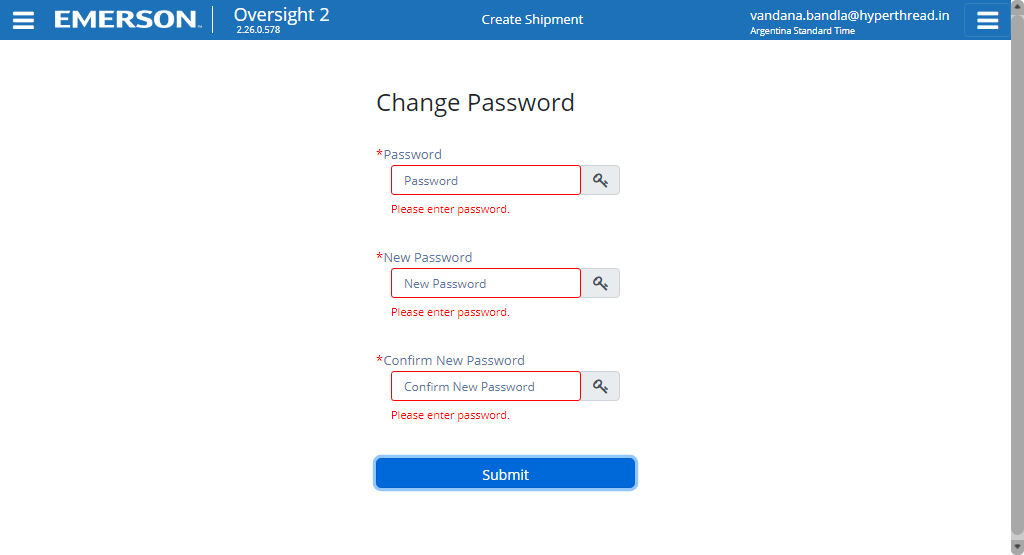 EMERSON™
Oversight 2
2.26.0.578
Create Shipment
vandana.bandla@hyperthread.in
Argentina Standard Time
Change Password
*Password
Password
Please enter password.
*New Password
New Password
Please enter password.
*Confirm New Password
Confirm New Password
Please enter password.
Submit